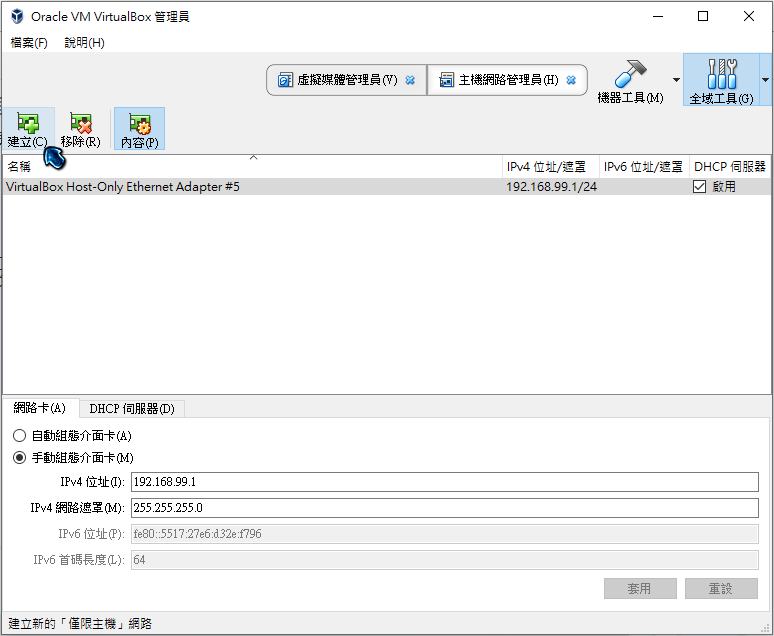 Oracle VM VirtualBox 管理員
檔案(F) 說明(H)
虛擬媒體管理員(V) 主機網路管理員(H) 機器工具(M) 全域工具(G)
建立(C) 移除(R) 內容(P)
名稱 IPv4 位址/遮罩 IPv6 位址/遮罩 DHCP 伺服器
VirtualBox Host-Only Ethernet Adapter #5 192.168.99.1/24 啟用
網路卡(A) DHCP 伺服器(D)
自動組態介面卡(A)
手動組態介面卡(M)
IPv4 位址(I): 192.168.99.1
IPv4 網路遮罩(M): 255.255.255.0
IPv6 位址(P): fe80::5517:27e6:d32e:f796
IPv6 首碼長度(L): 64
套用 重設
建立新的「僅限主機」網路